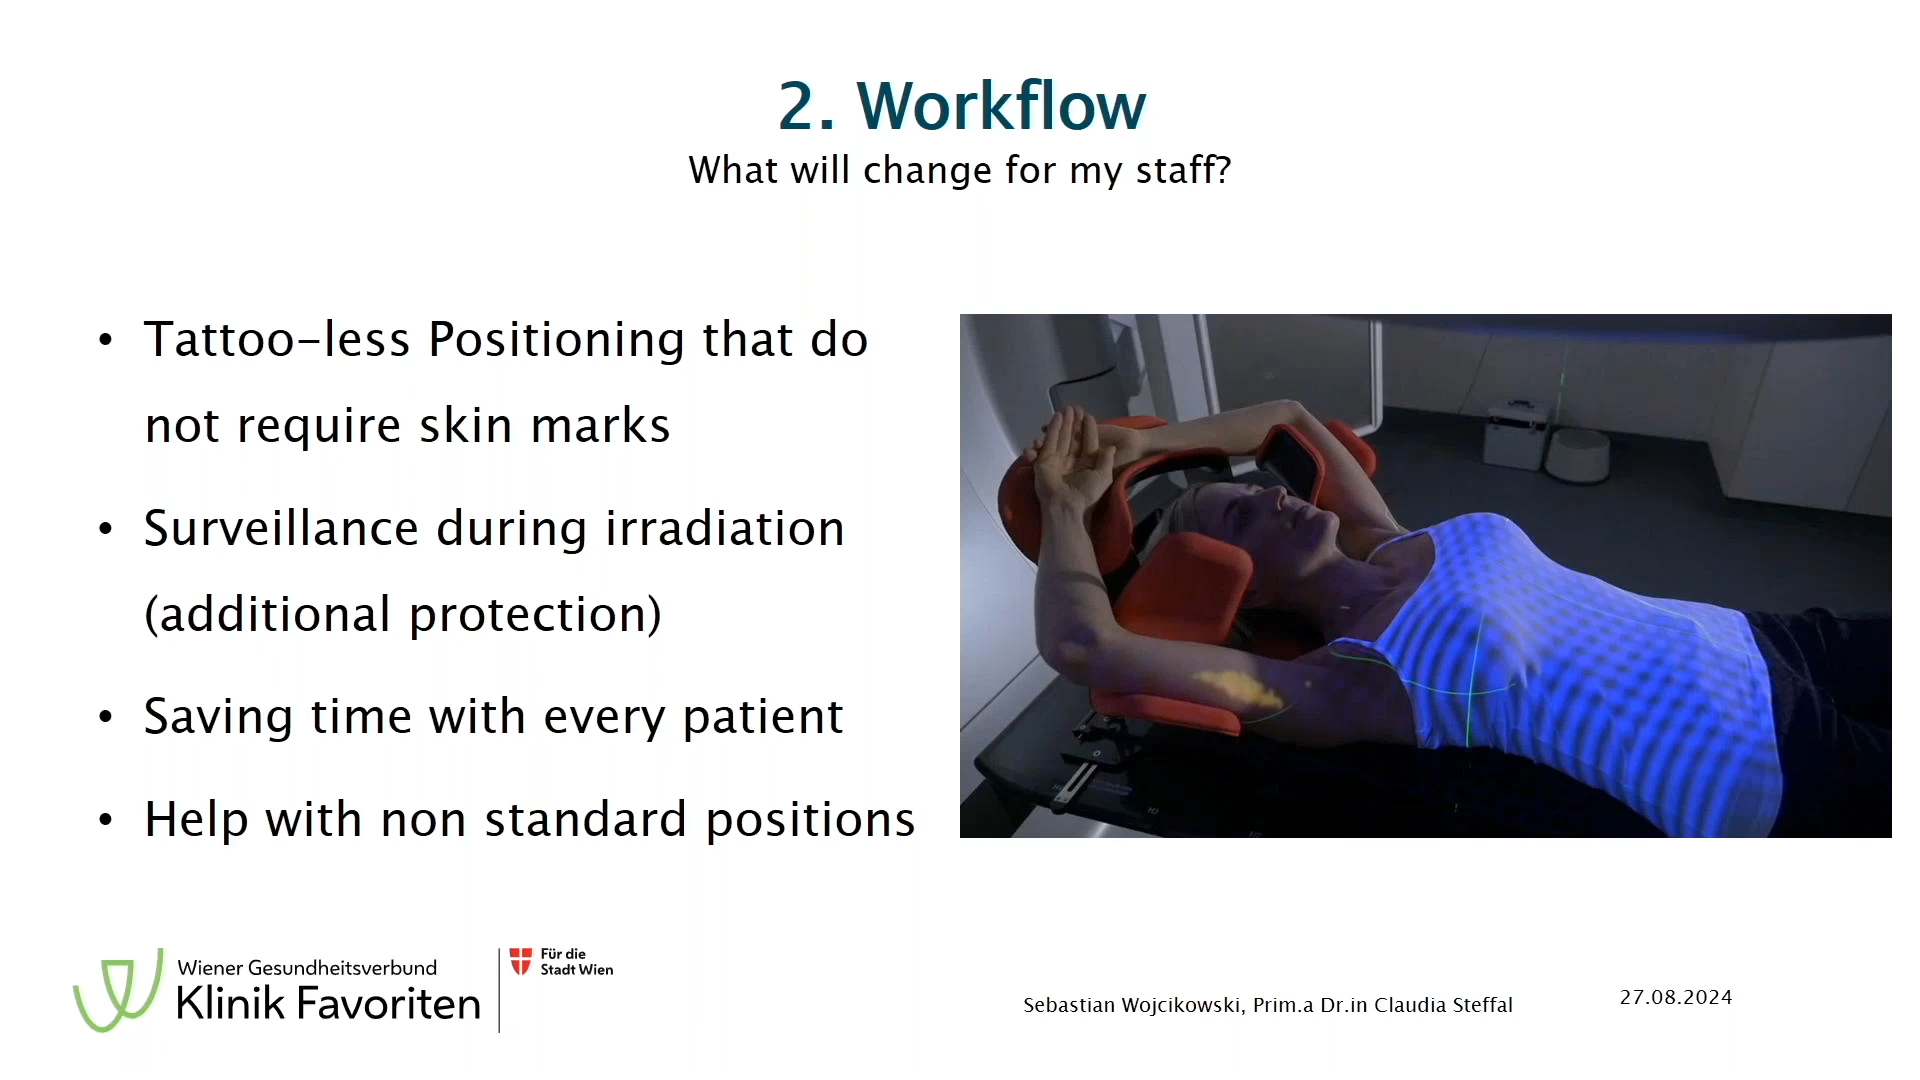 2. Workflow
What will change for my staff?
• Tattoo-less Positioning that do
not require skin marks
• Surveillance during irradiation
(additional protection)
• Saving time with every patient
• Help with non standard positions
Wiener Gesundheitsverbund
Klinik Favoriten
Für die
Stadt Wien
Sebastian Wojcikowski, Prim.a Dr.in Claudia Steffal
27.08.2024